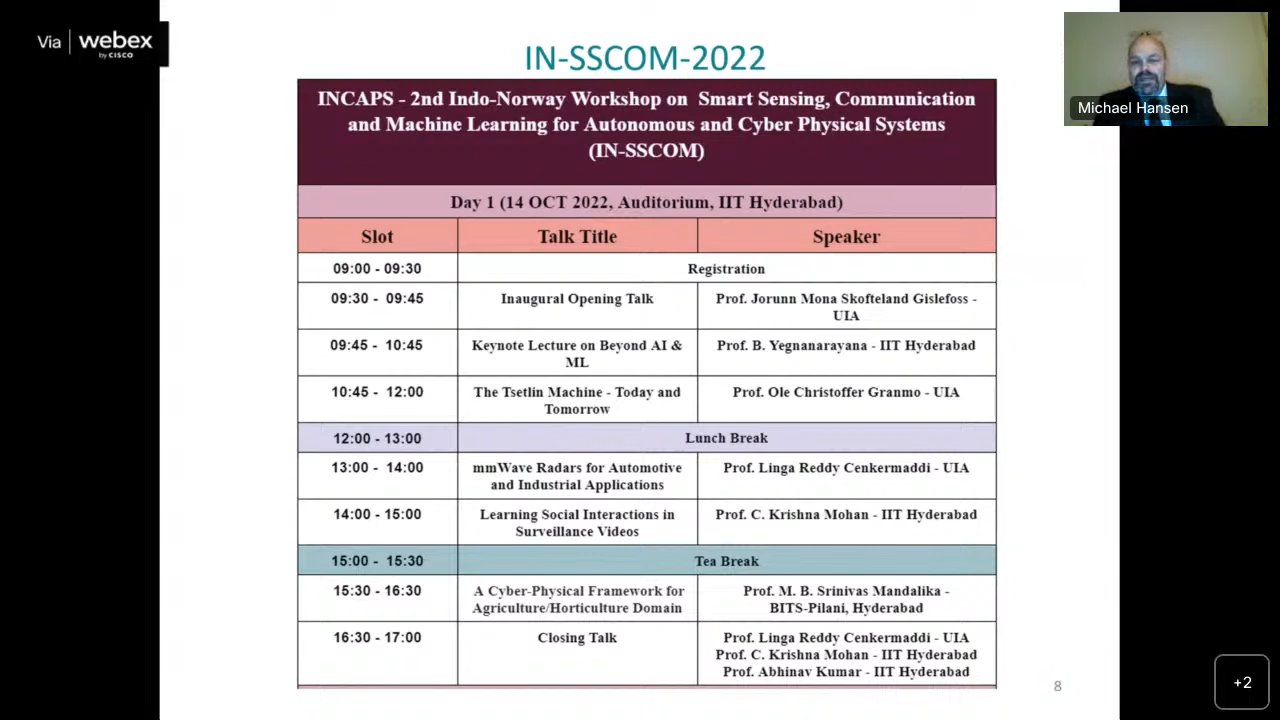 Via webex
by CISCO
IN-SSCOM-2022
Michael Hansen
INCAPS - 2nd Indo-Norway Workshop on Smart Sensing, Communication
and Machine Learning for Autonomous and Cyber Physical Systems
(IN-SSCOM)
Day 1 (14 OCT 2022, Auditorium, IIT Hyderabad)
Slot Talk Title Speaker
09:00 - 09:30 Registration
09:30 - 09:45 Inaugural Opening Talk Prof. Jorunn Mona Skofteland Gislefoss -
UIA
09:45 - 10:45 Keynote Lecture on Beyond AI & Prof. B. Yegnanarayana - IIT Hyderabad
ML
10:45 - 12:00 The Tsetlin Machine - Today and Prof. Ole Christoffer Granmo - UIA
Tomorrow
12:00 - 13:00 Lunch Break
13:00 - 14:00 mmWave Radars for Automotive Prof. Linga Reddy Cenkermaddi - UIA
and Industrial Applications
14:00 - 15:00 Learning Social Interactions in Prof. C. Krishna Mohan - IIT Hyderabad
Surveillance Videos
15:00 - 15:30 Tea Break
15:30 - 16:30 A Cyber-Physical Framework for Prof. M. B. Srinivas Mandalika -
Agriculture/Horticulture Domain BITS-Pilani, Hyderabad
16:30 - 17:00 Closing Talk Prof. Linga Reddy Cenkermaddi - UIA
Prof. C. Krishna Mohan - IIT Hyderabad
Prof. Abhinav Kumar - IIT Hyderabad
8
+2